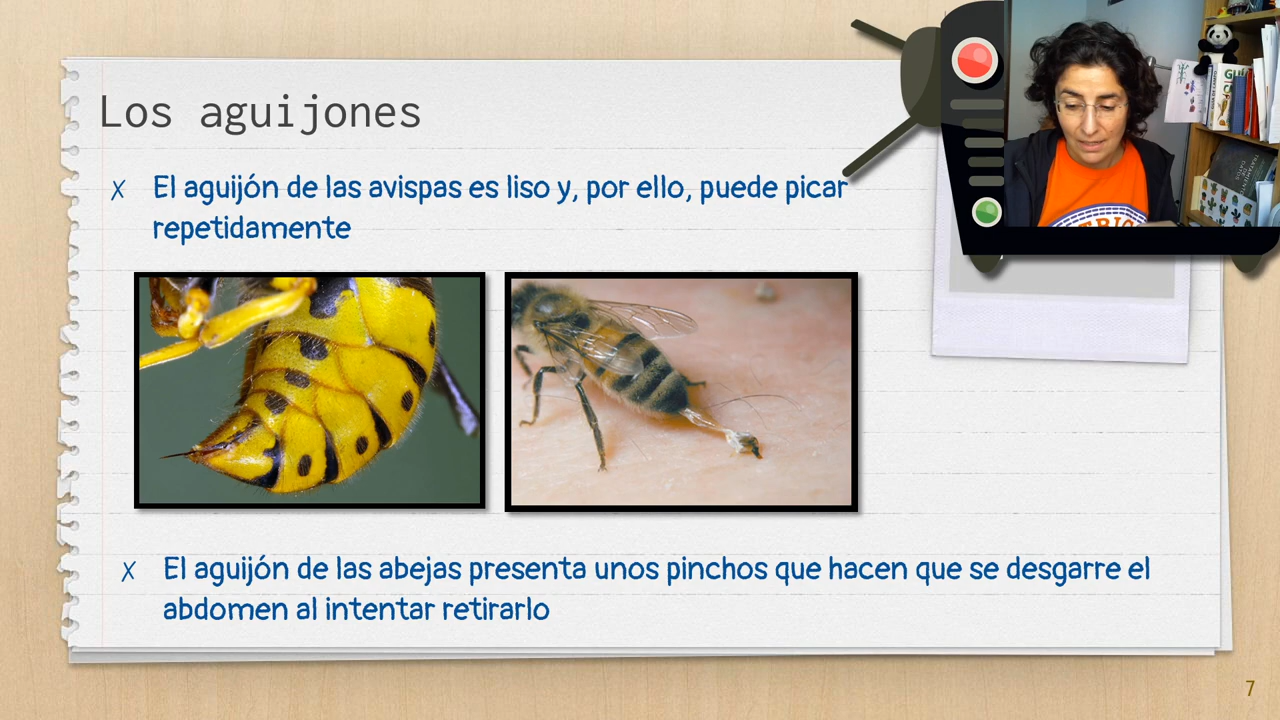 Los aguijones
x El aguijón de las avispas es liso y, por ello, puede picar
repetidamente
x El aguijón de las abejas presenta unos pinchos que hacen que se desgarre el
abdomen al intentar retirarlo
7